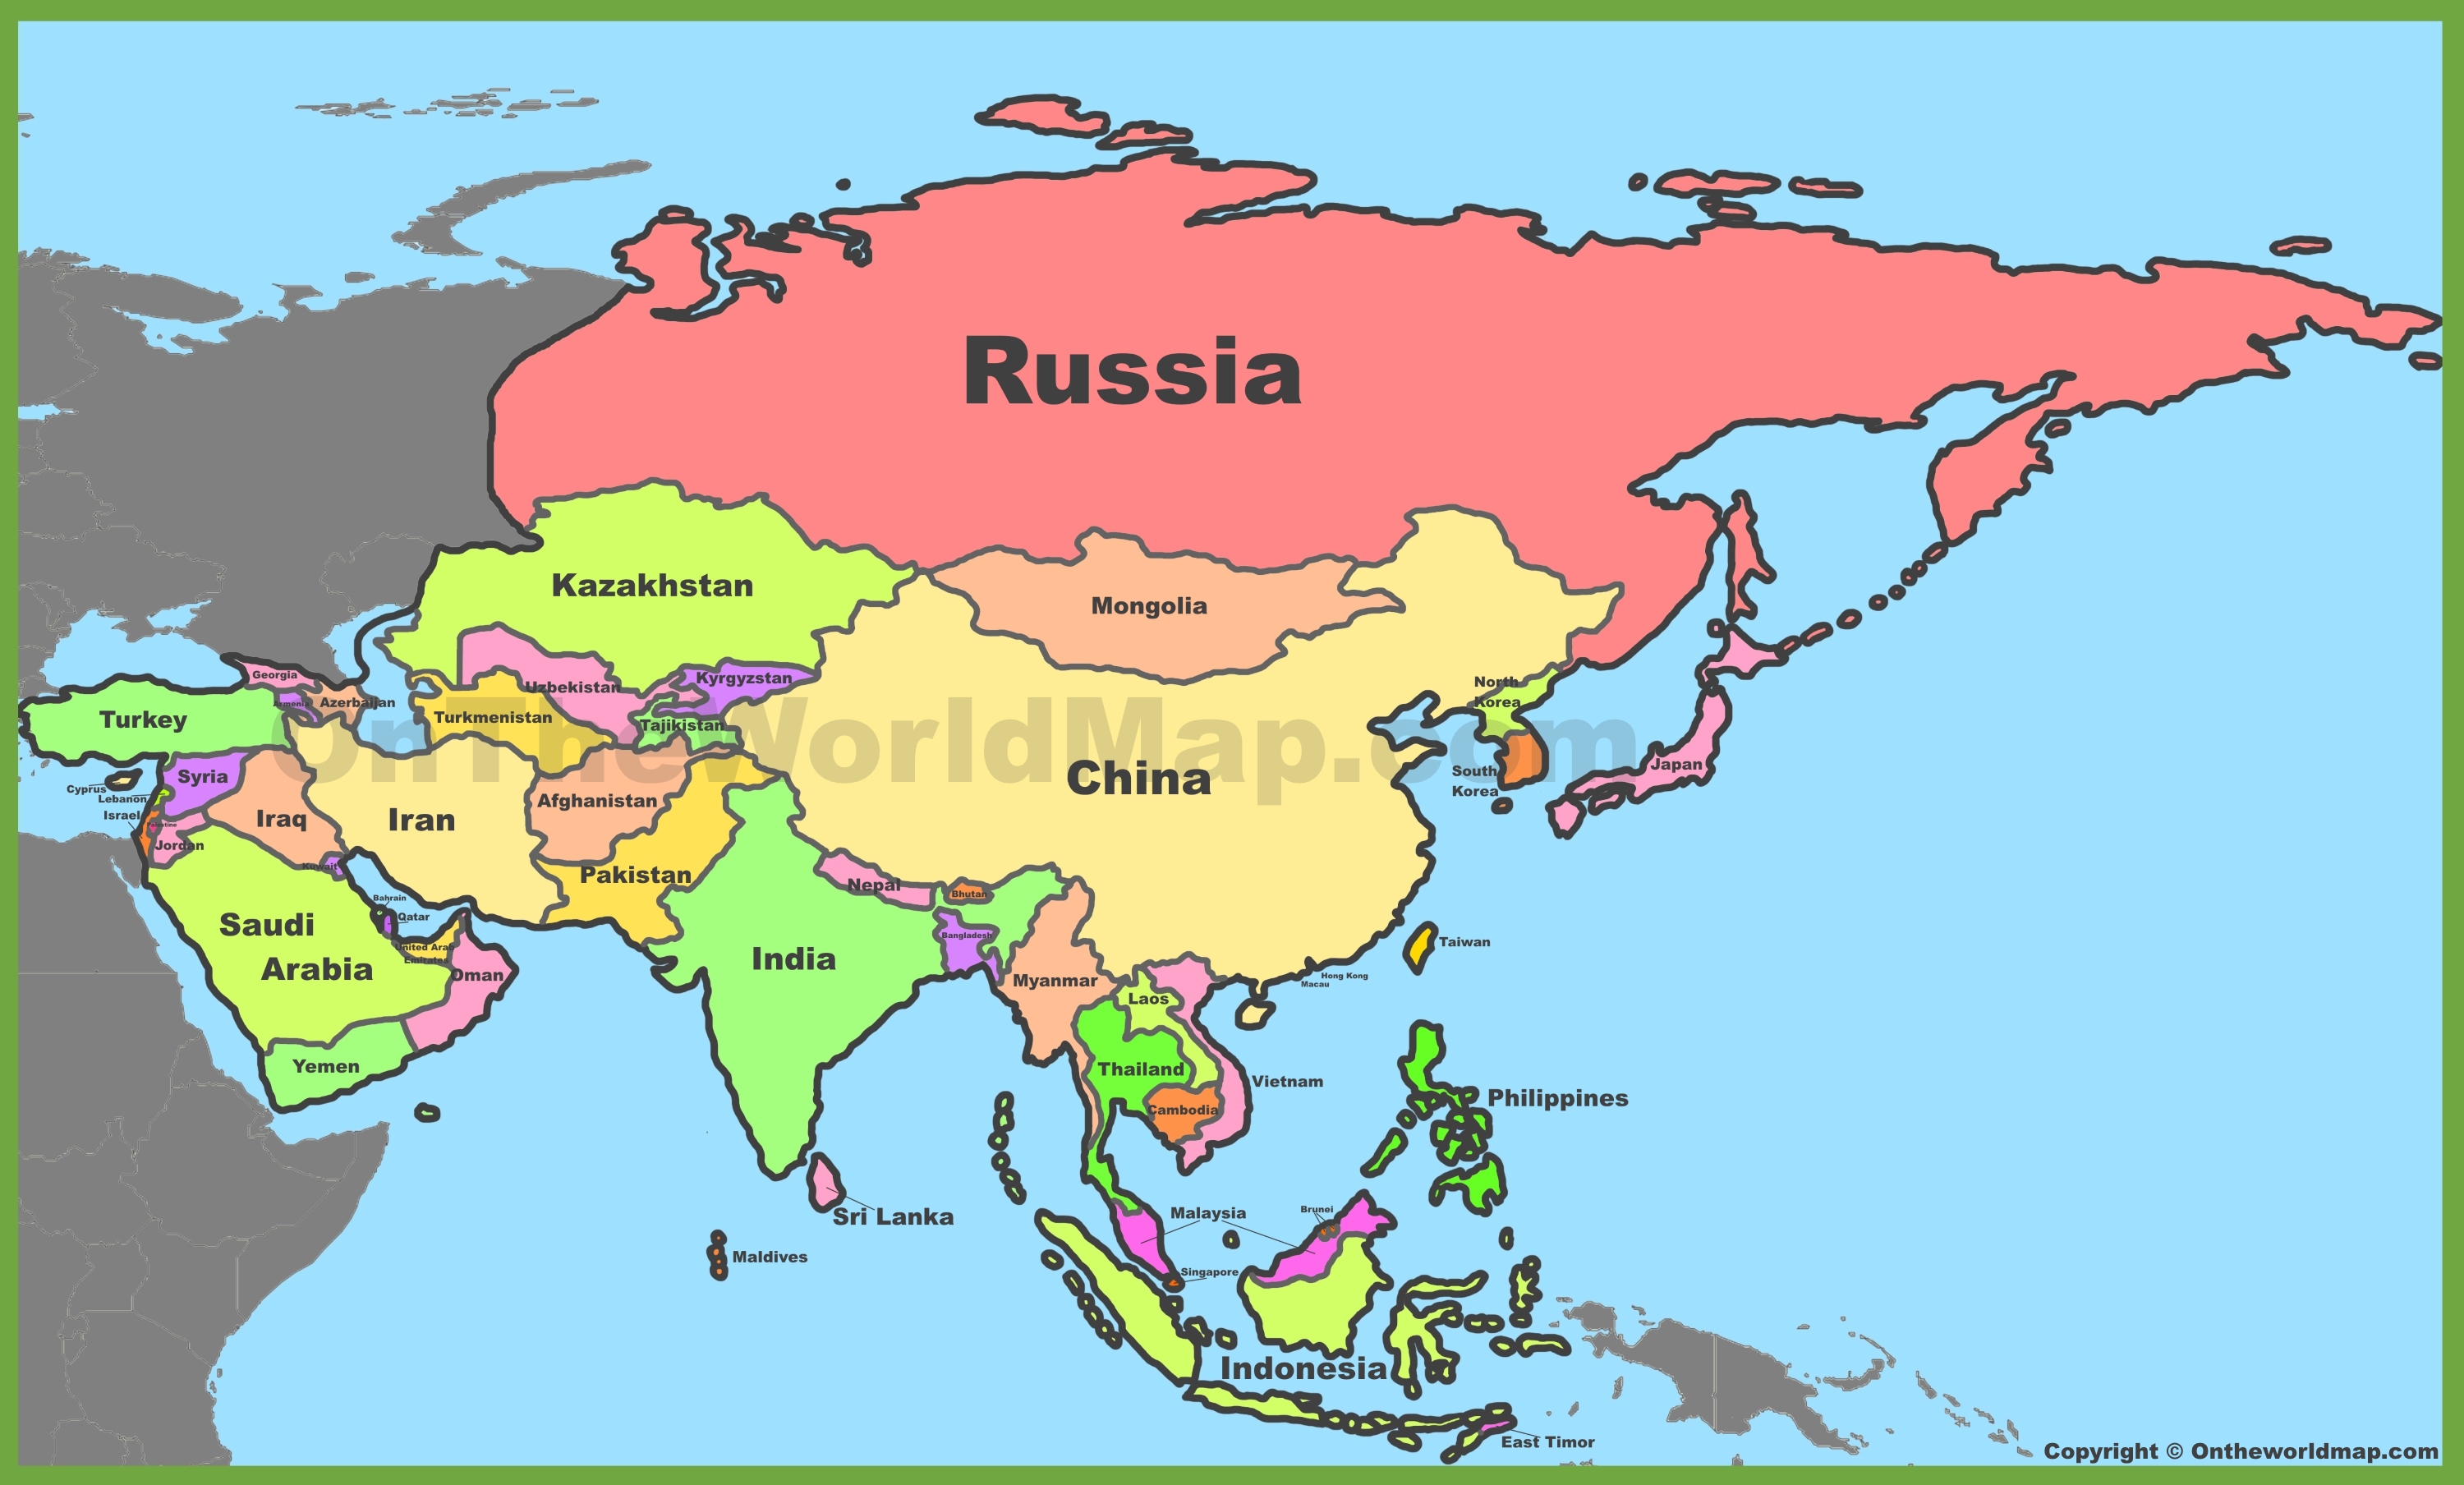 Russia
Kazakhstan
Mongolia
Georgia
Uzbekistan
Kyrgyzstan
North
Korea
Armenia
Azerbaijan
Turkey
Turkmenistan
Tajikistan
OnTheWorldMap.com
Japan
South
Korea
China
Syria
Cyprus
Lebanon
Afghanistan
Israel
Palestine
Iraq
Iran
Jordan
Kuwait
Pakistan
Nepal
Bhutan
Bahrain
Qatar
Saudi
Arabia
United Arab
Emirates
Oman
India
Bangladesh
Myanmar
Taiwan
Hong Kong
Macau
Laos
Yemen
Thailand
Vietnam
Cambodia
Philippines
Sri Lanka
Malaysia
Brunei
Maldives
Singapore
Indonesia
East Timor
Copyright © Ontheworldmap.com